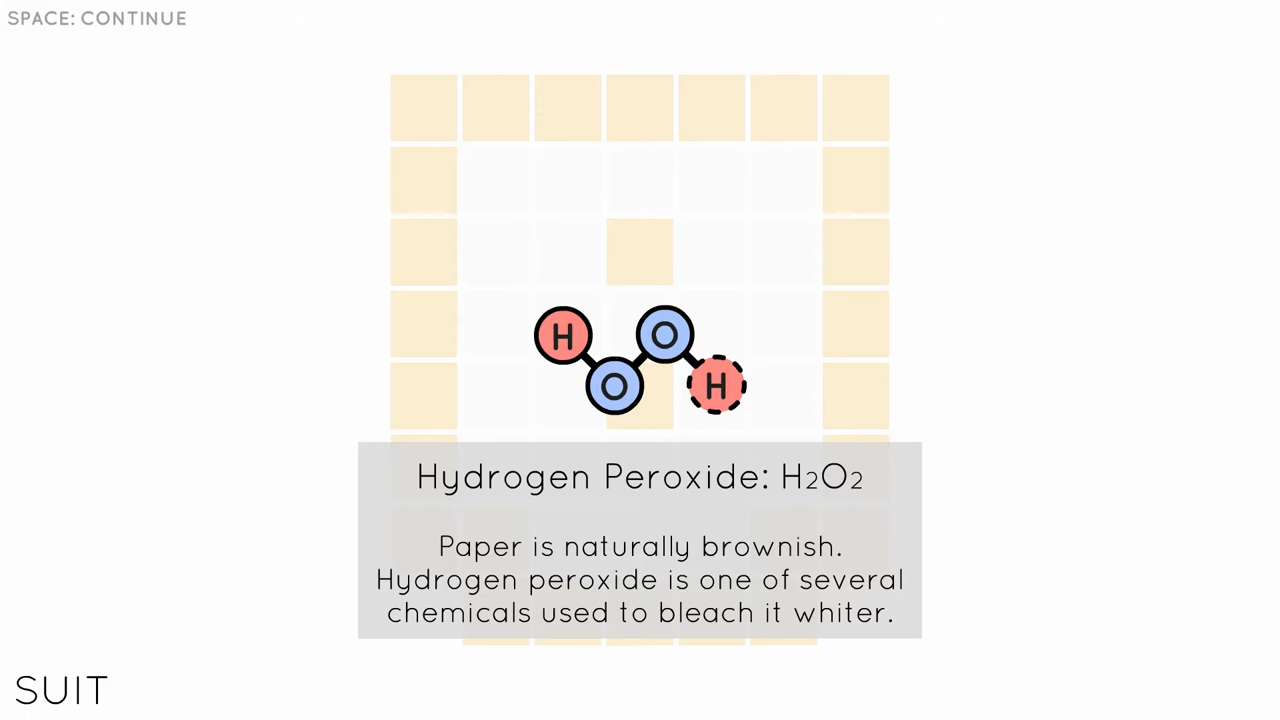 SPACE: CONTINUE
H O
O H
Hydrogen Peroxide: H2O2
Paper is naturally brownish.
Hydrogen peroxide is one of several
chemicals used to bleach it whiter.
SUIT